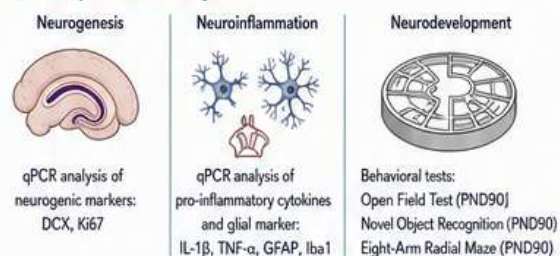 Neurogenesis
qPCR analysis of
neurogenic markers:
DCX, Ki67
Neuroinflammation
qPCR analysis of
pro-inflammatory cytokines
and glial marker:
IL-1β, TNF-α, GFAP, Iba1
Neurodevelopment
Behavioral tests:
Open Field Test (PND90)
Novel Object Recognition (PND90)
Eight-Arm Radial Maze (PND90)